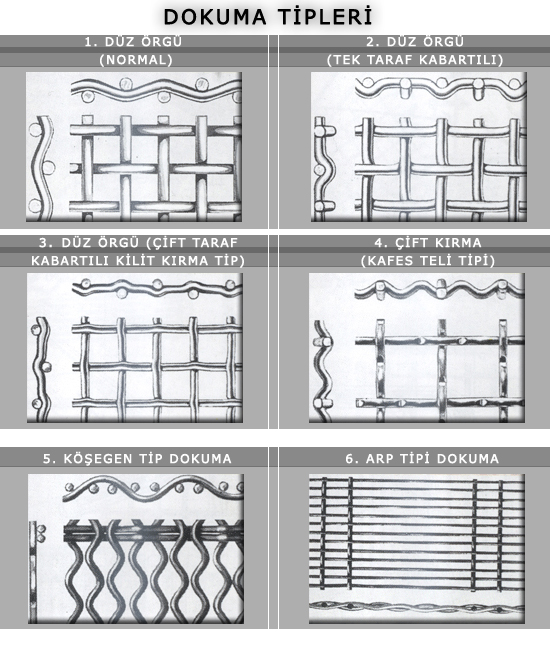 DOKUMA TİPLERİ
1. DÜZ ÖRGÜ
(NORMAL)
2. DÜZ ÖRGÜ
(TEK TARAF KABARTILI)
3. DÜZ ÖRGÜ (ÇİFT TARAF
KABARTILI KİLİT KIRMA TİP)
4. ÇİFT KIRMA
(KAFES TELİ TİPİ)
5. KÖŞEGEN TİP DOKUMA
6. ARP TİPİ DOKUMA